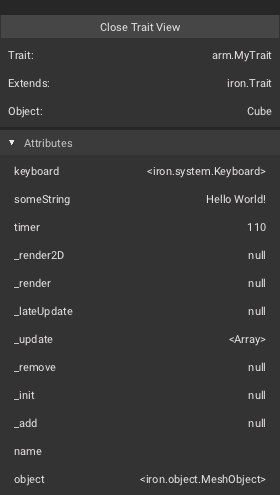 Close Trait View
Trait: arm.MyTrait
Extends: iron.Trait
Object: Cube
Attributes
keyboard <iron.system.Keyboard>
someString Hello World!
timer 110
_render2D null
_render null
_lateUpdate null
_update <Array>
_remove null
_init null
_add null
name
object <iron.object.MeshObject>